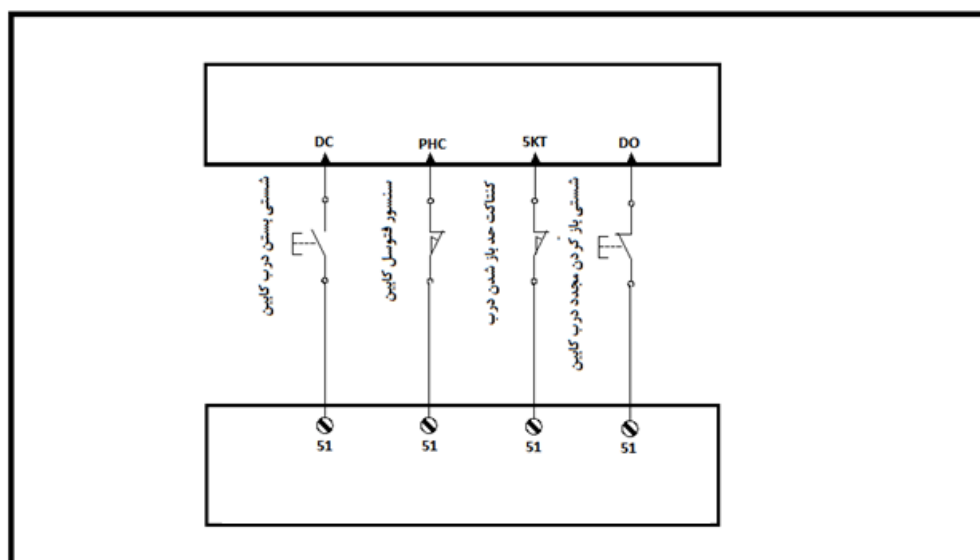 DC PHC 5KT DO
شستی بستن درب کابین
سنسور فتوسل کابین
کنتاکت حد باز شدن درب
شستی باز کردن مجدد درب کابین
51 51 51 51